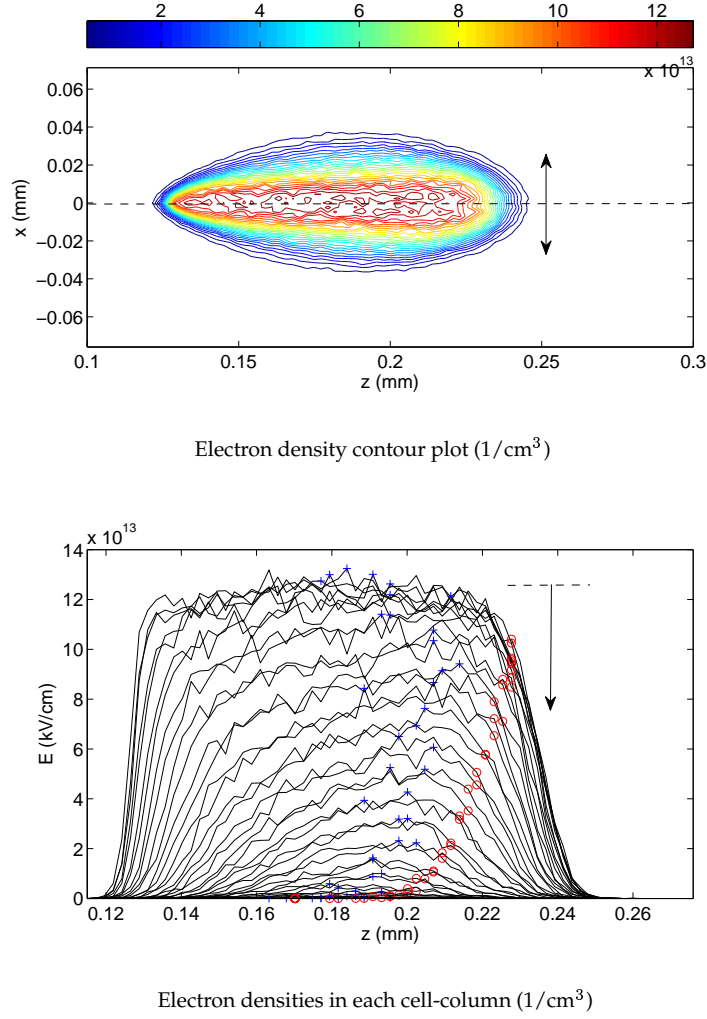 2 4 6 8 10 12
x 10^13
0.06
0.04
0.02
0
−0.02
−0.04
−0.06
x (mm)
0.1 0.15 0.2 0.25 0.3
z (mm)
Electron density contour plot (1/cm^3)
x 10^13
14
12
10
8
6
4
2
0
E (kV/cm)
0.12 0.14 0.16 0.18 0.2 0.22 0.24 0.26
z (mm)
Electron densities in each cell-column (1/cm^3)